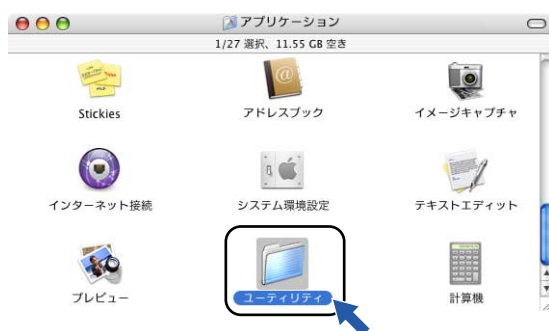 アプリケーション
1/27 選択、11.55 GB 空き
Stickies
アドレスブック
イメージキャプチャ
インターネット接続
システム環境設定
テキストエディット
プレビュー
ユーティリティ
計算機